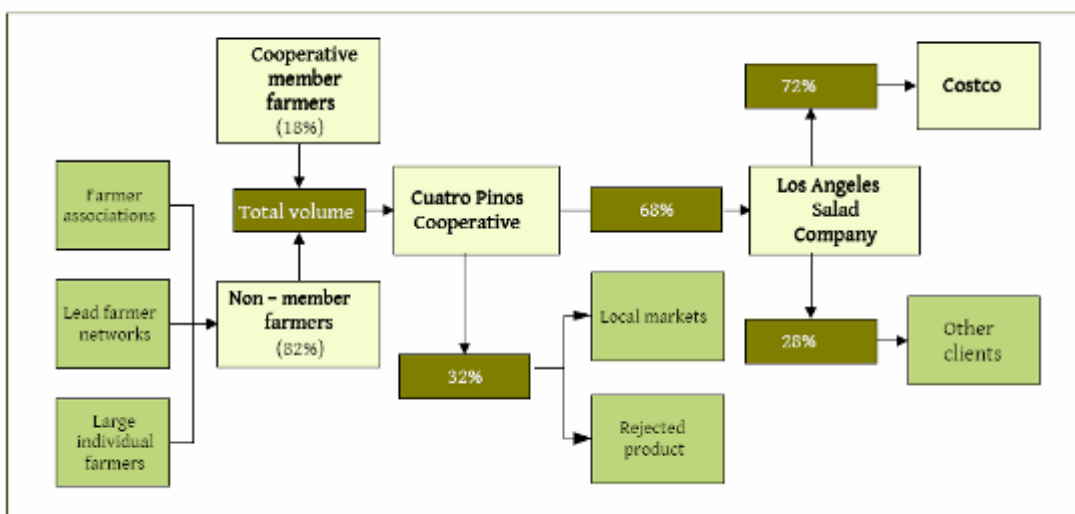 Cooperative
member
farmers
(18%)
72%
Costco
Farmer
associations
Total volume
Cuatro Pinos
Cooperative
68%
Los Angeles
Salad
Company
Lead farmer
networks
Non – member
farmers
(82%)
Local markets
32%
28%
Other
clients
Large
individual
farmers
Rejected
product